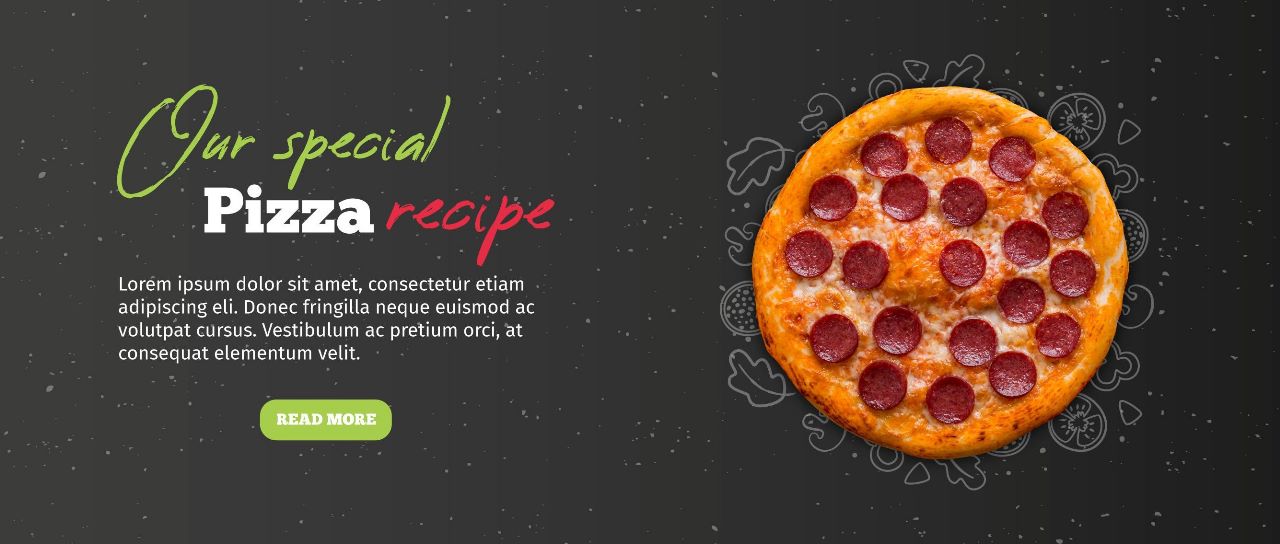 Our special
Pizza recipe
Lorem ipsum dolor sit amet, consectetur etiam
adipiscing eli. Donec fringilla neque euismod ac
volutpat cursus. Vestibulum ac pretium orci, at
consequat elementum velit.
READ MORE